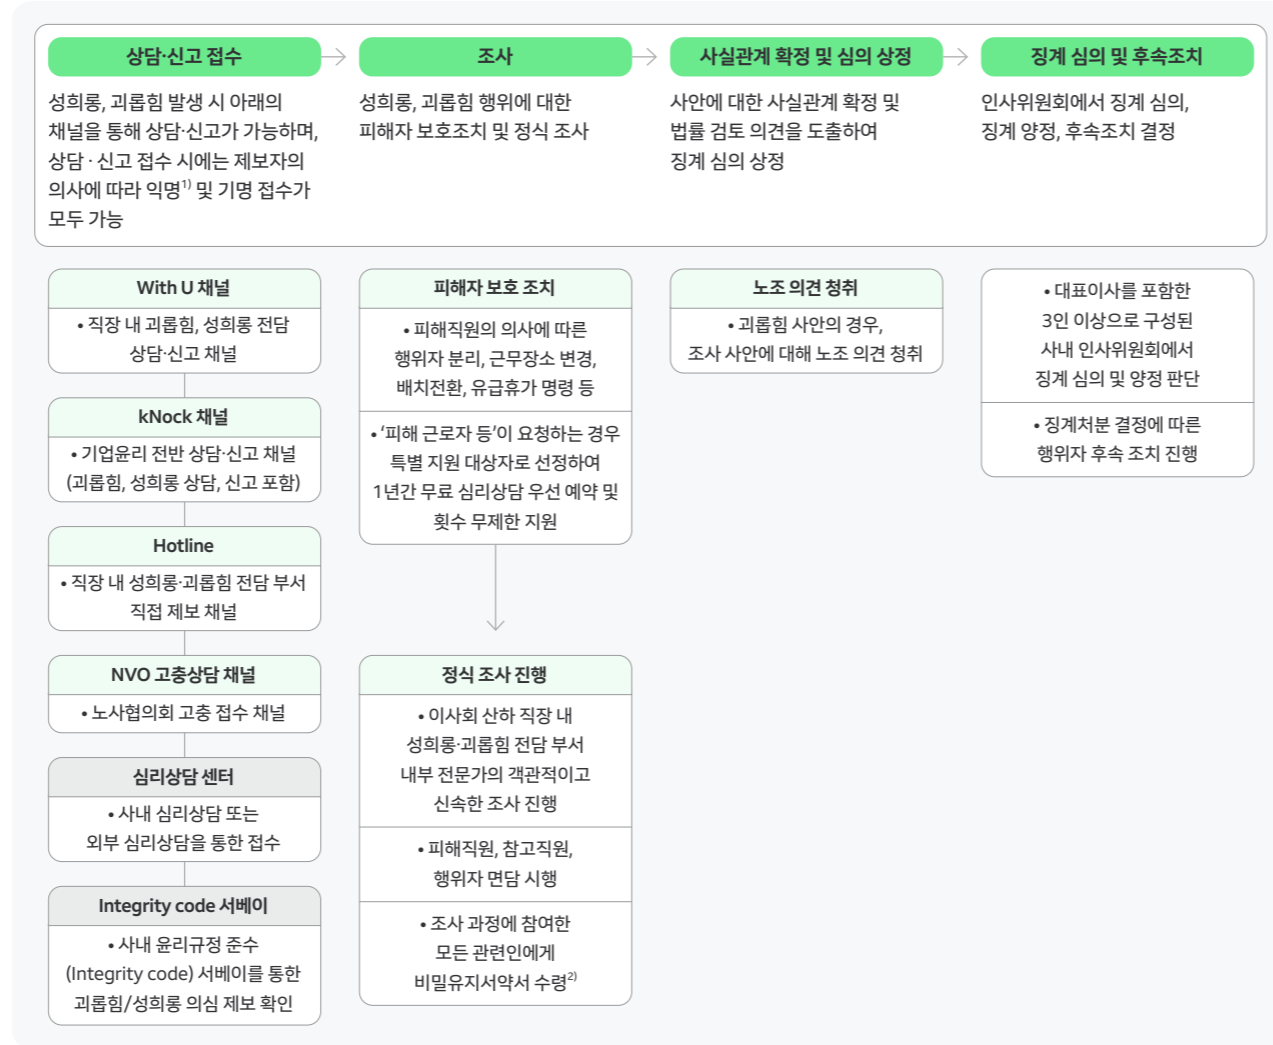 상담·신고 접수
성희롱, 괴롭힘 발생 시 아래의
채널을 통해 상담·신고가 가능하며,
상담 · 신고 접수 시에는 제보자의
의사에 따라 익명1) 및 기명 접수가
모두 가능
조사
성희롱, 괴롭힘 행위에 대한
피해자 보호조치 및 정식 조사
사실관계 확정 및 심의 상정
사안에 대한 사실관계 확정 및
법률 검토 의견을 도출하여
징계 심의 상정
징계 심의 및 후속조치
인사위원회에서 징계 심의,
징계 양정, 후속조치 결정
With U 채널
• 직장 내 괴롭힘, 성희롱 전담
상담·신고 채널
kNock 채널
• 기업윤리 전반 상담·신고 채널
(괴롭힘, 성희롱 상담, 신고 포함)
Hotline
• 직장 내 성희롱·괴롭힘 전담 부서
직접 제보 채널
NVO 고충상담 채널
• 노사협의회 고충 접수 채널
심리상담 센터
• 사내 심리상담 또는
외부 심리상담을 통한 접수
Integrity code 서베이
• 사내 윤리규정 준수
(Integrity code) 서베이를 통한
괴롭힘/성희롱 의심 제보 확인
피해자 보호 조치
• 피해직원의 의사에 따른
행위자 분리, 근무장소 변경,
배치전환, 유급휴가 명령 등
• ‘피해 근로자 등’이 요청하는 경우
특별 지원 대상자로 선정하여
1년간 무료 심리상담 우선 예약 및
횟수 무제한 지원
정식 조사 진행
• 이사회 산하 직장 내
성희롱·괴롭힘 전담 부서
내부 전문가의 객관적이고
신속한 조사 진행
• 피해직원, 참고직원,
행위자 면담 시행
• 조사 과정에 참여한
모든 관련인에게
비밀유지서약서 수령2)
노조 의견 청취
• 괴롭힘 사안의 경우,
조사 사안에 대해 노조 의견 청취
• 대표이사를 포함한
3인 이상으로 구성된
사내 인사위원회에서
징계 심의 및 양정 판단
• 징계처분 결정에 따른
행위자 후속 조치 진행